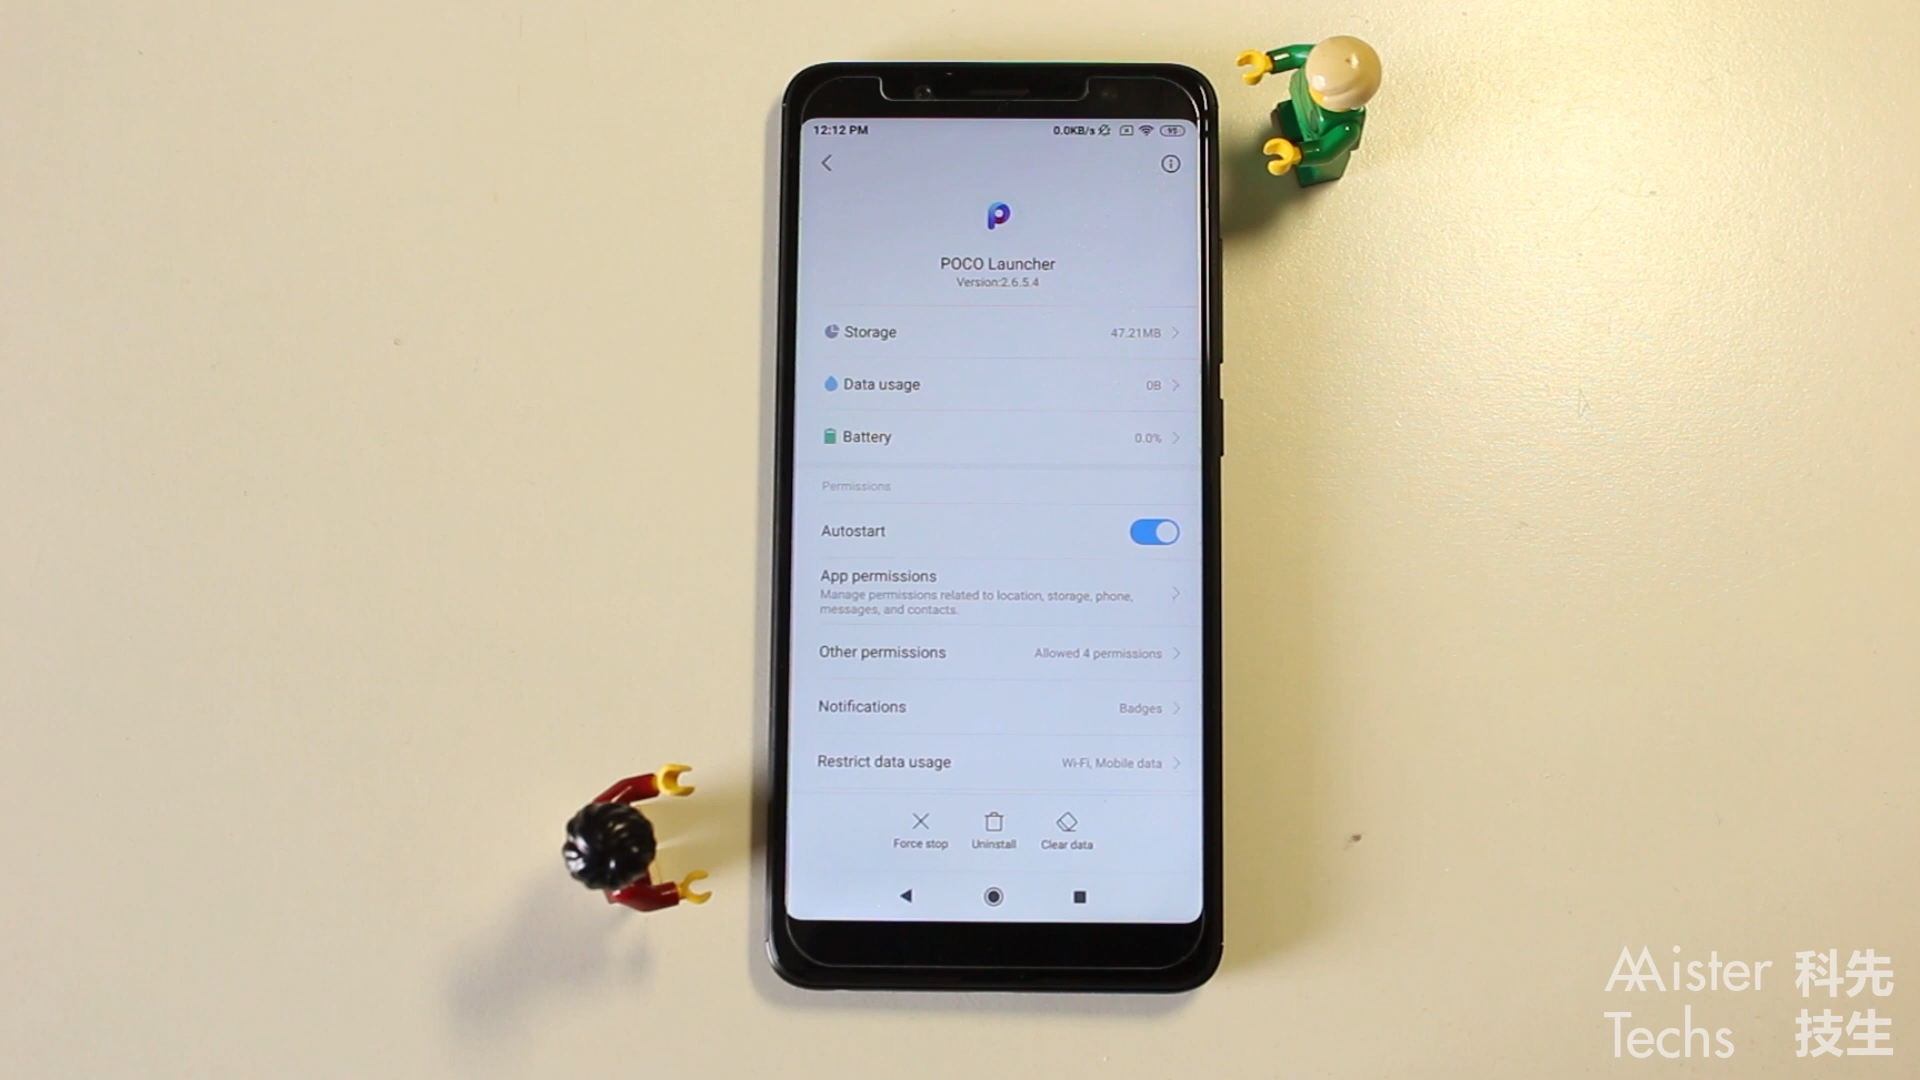 12:12 PM
0.0KB/s
95
POCO Launcher
Version:2.6.5.4
Storage 47.21MB
Data usage 0B
Battery 0.0%
Permissions
Autostart
App permissions
Manage permissions related to location, storage, phone,
messages, and contacts.
Other permissions Allowed 4 permissions
Notifications Badges
Restrict data usage Wi-Fi, Mobile data
Force stop Uninstall Clear data
Mister 科先
Techs 技生